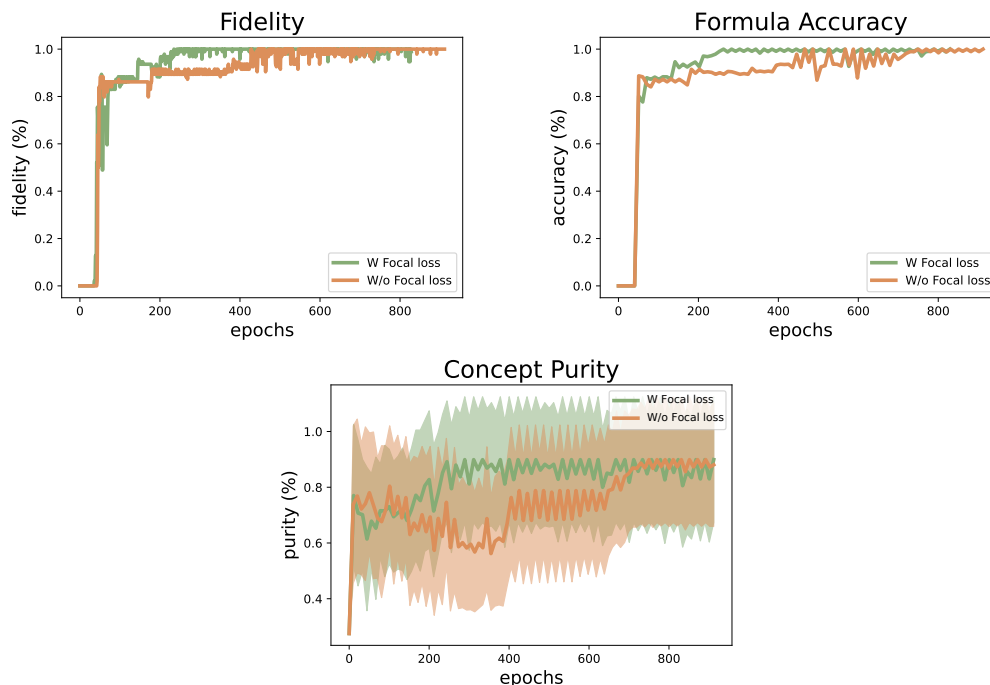 Fidelity
fidelity (%)
1.0
0.8
0.6
0.4
0.2
0.0
0 200 400 600 800
epochs
W Focal loss
W/o Focal loss
Formula Accuracy
accuracy (%)
1.0
0.8
0.6
0.4
0.2
0.0
0 200 400 600 800
epochs
W Focal loss
W/o Focal loss
Concept Purity
purity (%)
1.0
0.8
0.6
0.4
0 200 400 600 800
epochs
W Focal loss
W/o Focal loss